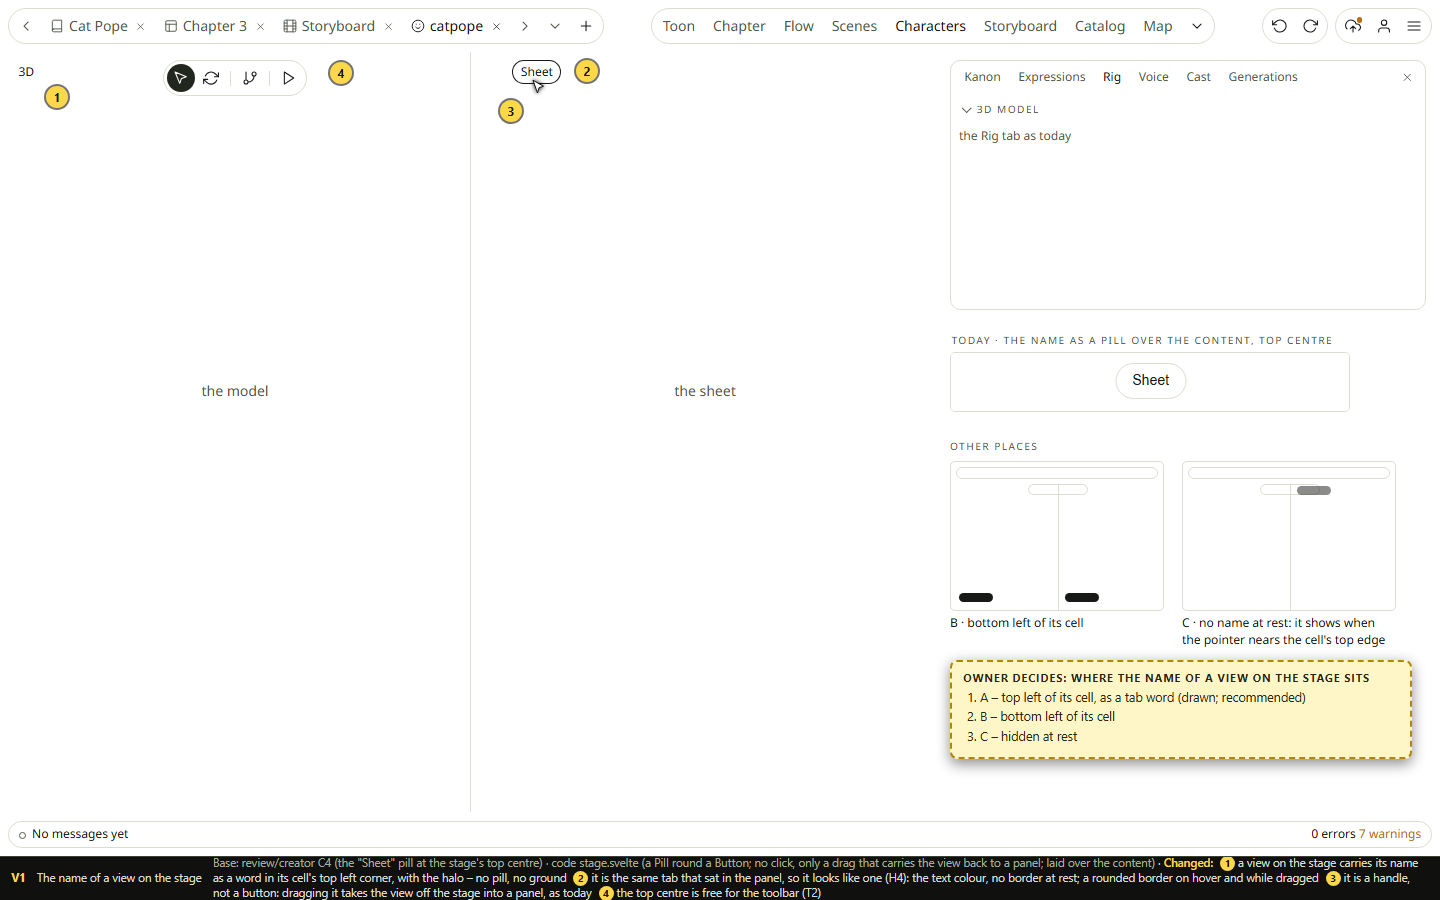 Cat Pope
Chapter 3
Storyboard
catpope
Toon Chapter Flow Scenes Characters Storyboard Catalog Map
3D
1
4
Sheet
2
3
the model
the sheet
Kanon Expressions Rig Voice Cast Generations
3D MODEL
the Rig tab as today
TODAY · THE NAME AS A PILL OVER THE CONTENT, TOP CENTRE
Sheet
OTHER PLACES
B · bottom left of its cell
C · no name at rest: it shows when
the pointer nears the cell's top edge
OWNER DECIDES: WHERE THE NAME OF A VIEW ON THE STAGE SITS
1. A – top left of its cell, as a tab word (drawn; recommended)
2. B – bottom left of its cell
3. C – hidden at rest
No messages yet
0 errors 7 warnings
V1 The name of a view on the stage
Base: review/creator C4 (the "Sheet" pill at the stage's top centre) · code stage.svelte (a Pill round a Button; no click, only a drag that carries the view back to a panel; laid over the content) · Changed: 1 a view on the stage carries its name
as a word in its cell's top left corner, with the halo – no pill, no ground 2 it is the same tab that sat in the panel, so it looks like one (H4): the text colour, no border at rest; a rounded border on hover and while dragged 3 it is a handle,
not a button: dragging it takes the view off the stage into a panel, as today 4 the top centre is free for the toolbar (T2)